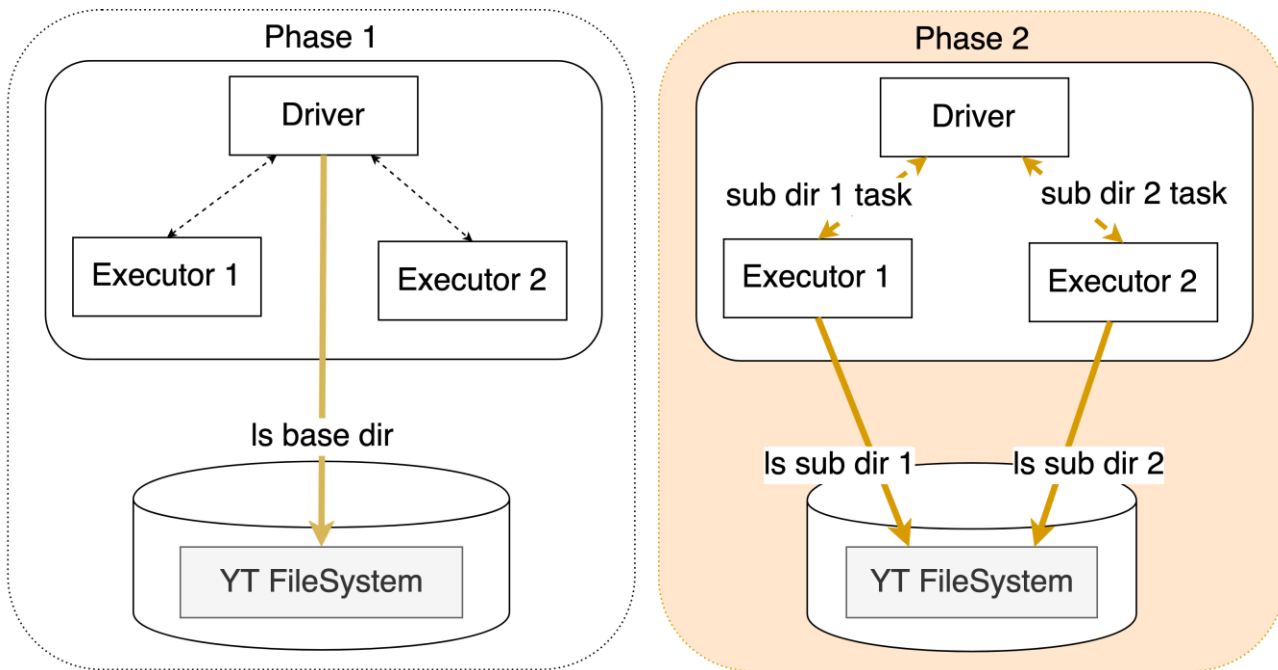 Phase 1
Driver
Executor 1
Executor 2
ls base dir
YT FileSystem
Phase 2
Driver
sub dir 1 task
sub dir 2 task
Executor 1
Executor 2
ls sub dir 1
ls sub dir 2
YT FileSystem